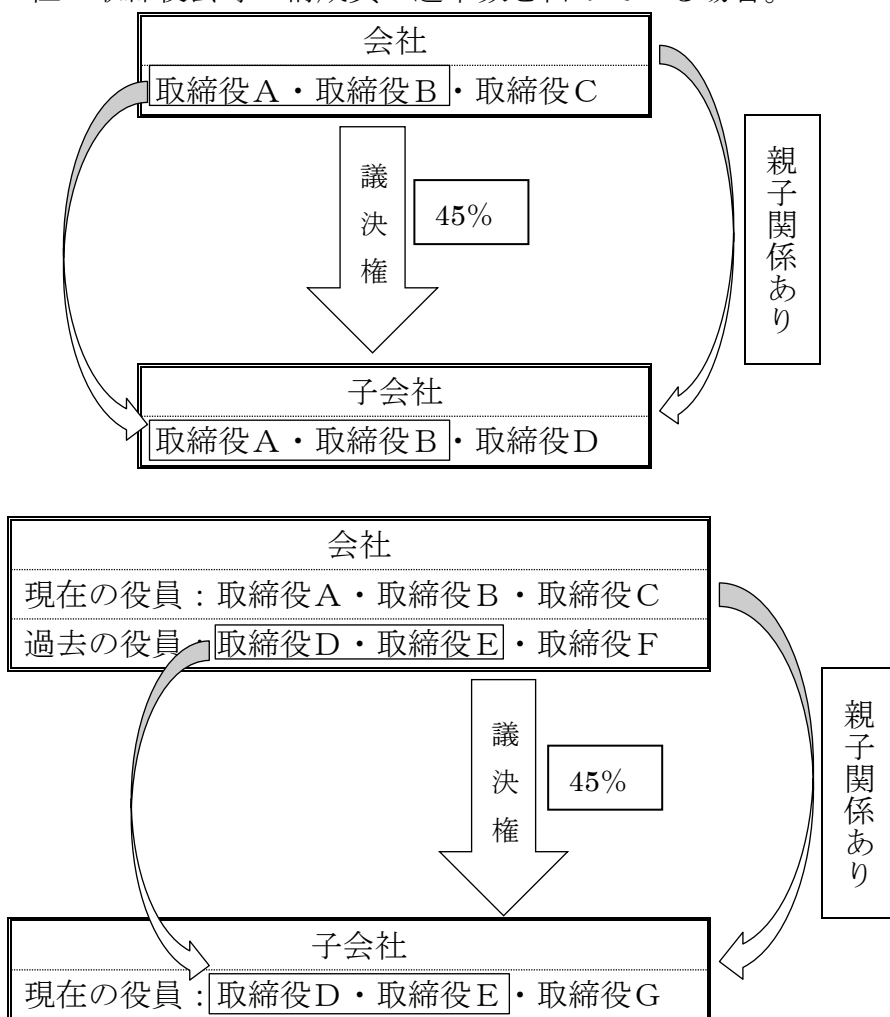 会社
取締役A・取締役B・取締役C
議決権
45%
親子関係あり
子会社
取締役A・取締役B・取締役D
会社
現在の役員：取締役A・取締役B・取締役C
過去の役員：取締役D・取締役E・取締役F
議決権
45%
親子関係あり
子会社
現在の役員：取締役D・取締役E・取締役G